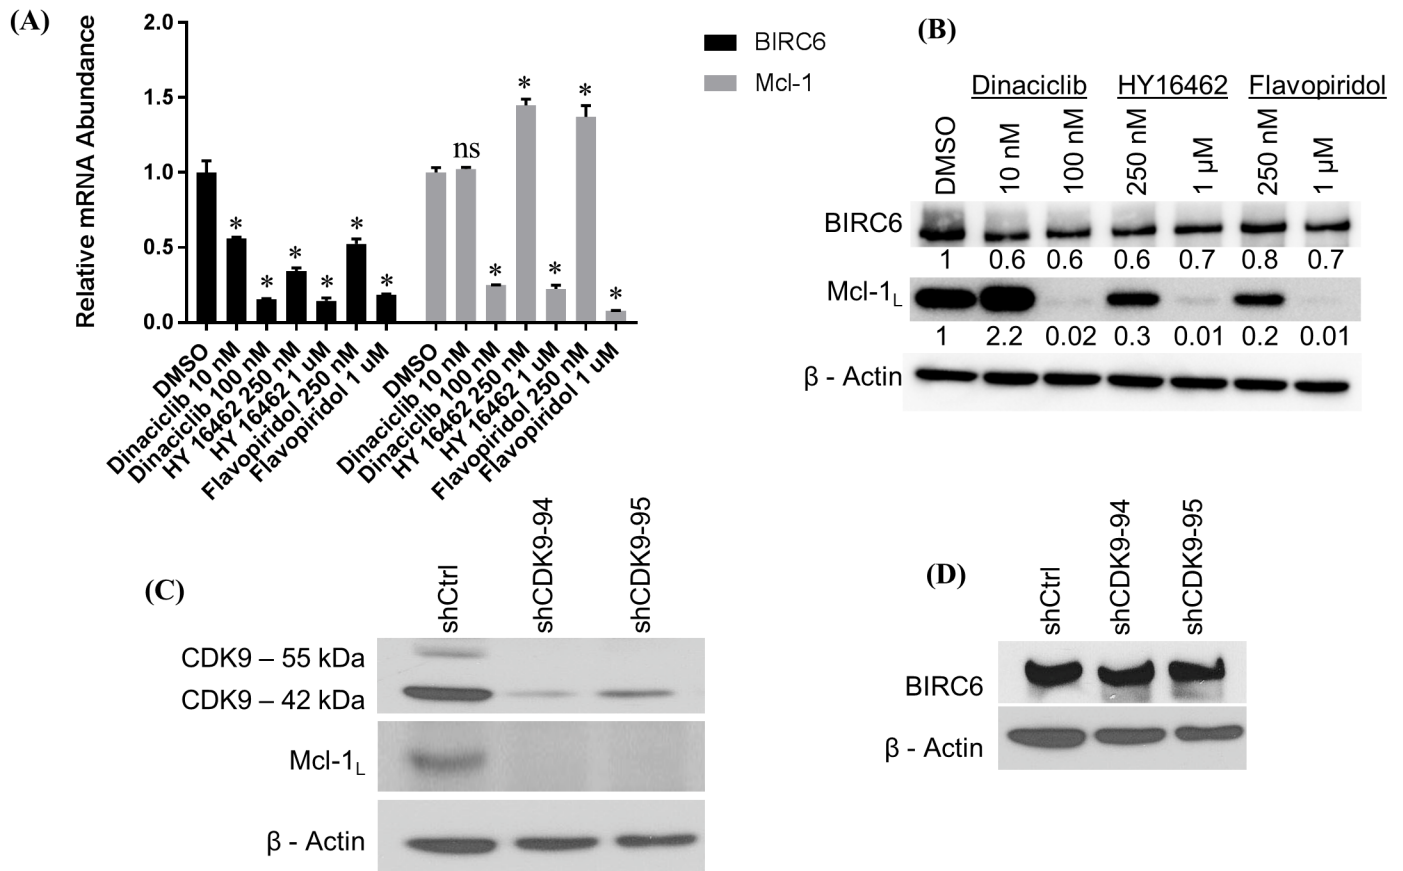 (A)
Relative mRNA Abundance
2.0
1.5
1.0
0.5
0.0
* * * * * *
ns * * * * *
DMSO
Dinaciclib 10 nM
Dinaciclib 100 nM
HY 16462 250 nM
HY 16462 1 uM
Flavopiridol 250 nM
Flavopiridol 1 uM
DMSO
Dinaciclib 10 nM
Dinaciclib 100 nM
HY 16462 250 nM
HY 16462 1 uM
Flavopiridol 250 nM
Flavopiridol 1 uM
BIRC6
Mcl-1
(B)
Dinaciclib HY16462 Flavopiridol
DMSO 10 nM 100 nM 250 nM 1 µM 250 nM 1 µM
BIRC6
1 0.6 0.6 0.6 0.7 0.8 0.7
Mcl-1L
1 2.2 0.02 0.3 0.01 0.2 0.01
β - Actin
(C)
shCtrl shCDK9-94 shCDK9-95
CDK9 – 55 kDa
CDK9 – 42 kDa
Mcl-1L
β - Actin
(D)
shCtrl shCDK9-94 shCDK9-95
BIRC6
β - Actin